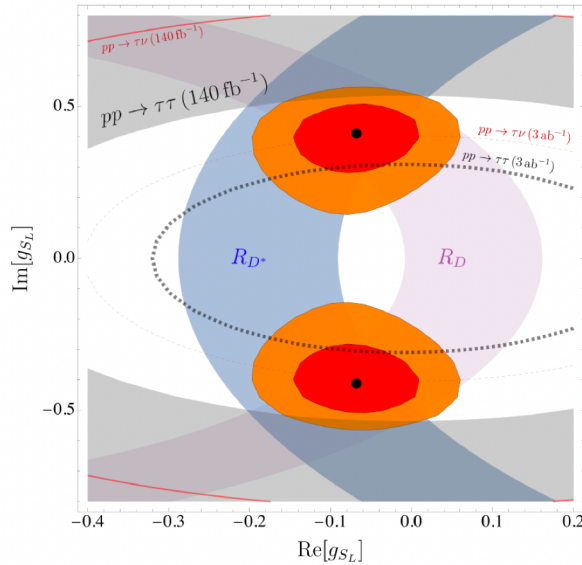 pp → τν (140 fb⁻¹)
pp → ττ (140 fb⁻¹)
pp → τν (3 ab⁻¹)
pp → ττ (3 ab⁻¹)
R_{D*}
R_D
Im[g_{S_L}]
0.5
0.0
−0.5
−0.4
−0.3
−0.2
−0.1
0.0
0.1
0.2
Re[g_{S_L}]